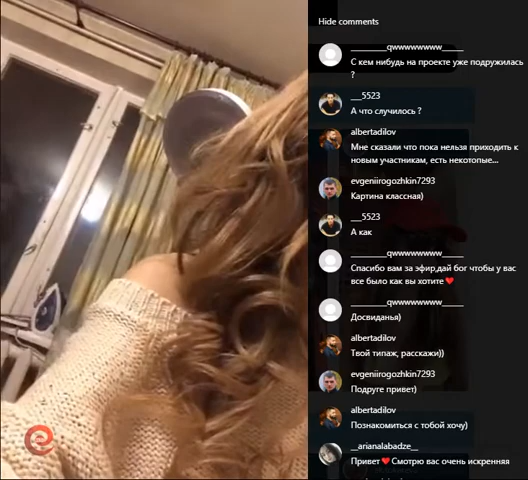 Hide comments
_________qwwwwwwww_____
С кем нибудь на проекте уже подружилась
?
___5523
А что случилось ?
albertadilov
Мне сказали что пока нельзя приходить к
новым участникам, есть некотопые...
evgeniirogozhkin7293
Картина классная)
___5523
А как
_________qwwwwwwww_____
Спасибо вам за эфир,дай бог чтобы у вас
все было как вы хотите❤
_________qwwwwwwww_____
Досвиданья)
albertadilov
Твой типаж, расскажи))
evgeniirogozhkin7293
Подруге привет)
albertadilov
Познакомиться с тобой хочу)
__arianalabadze__
Привет❤Смотрю вас очень искренняя